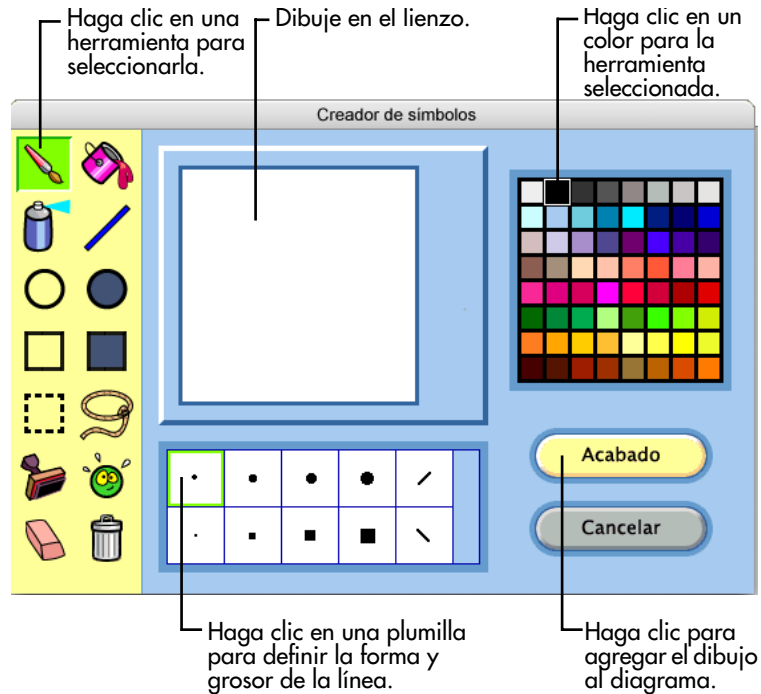 Haga clic en una
herramienta para
seleccionarla.
Dibuje en el lienzo.
Haga clic en un
color para la
herramienta
seleccionada.
Creador de símbolos
Acabado
Cancelar
Haga clic en una plumilla
para definir la forma y
grosor de la línea.
Haga clic para
agregar el dibujo
al diagrama.